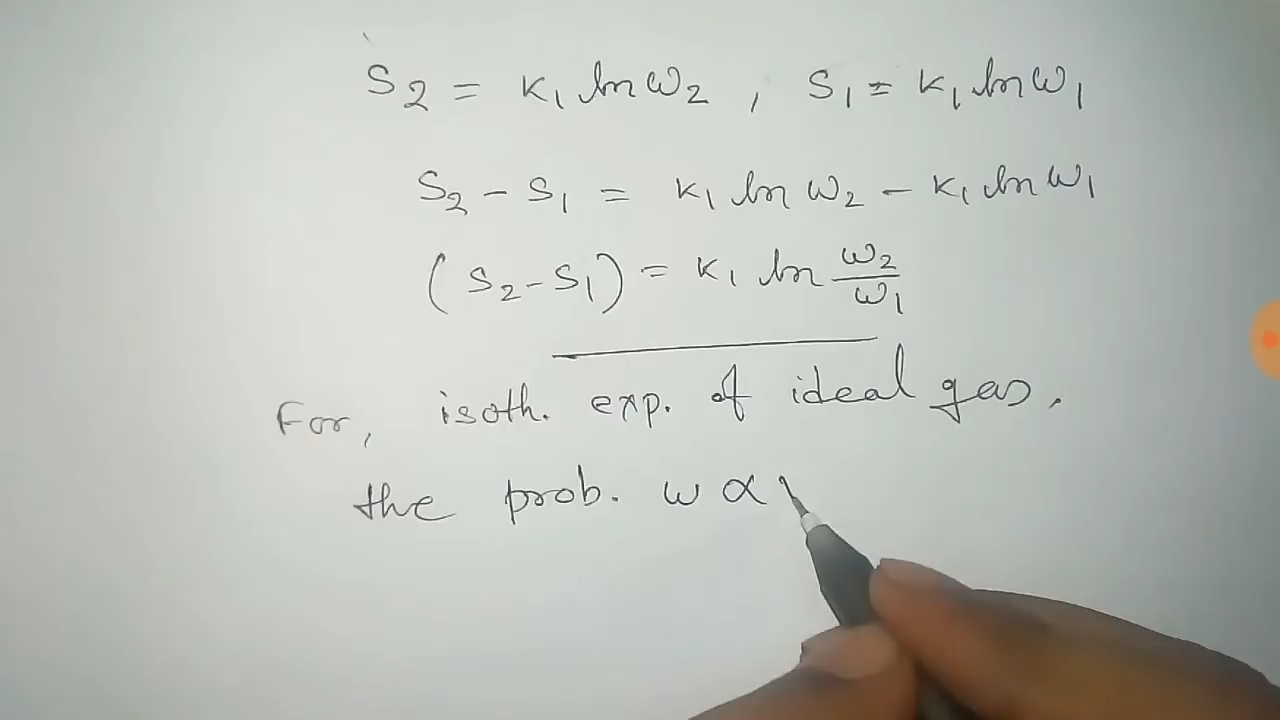 S₂ = K₁ ln ω₂ , S₁ = K₁ ln ω₁
S₂ - S₁ = K₁ ln ω₂ - K₁ ln ω₁
(S₂ - S₁) = K₁ ln ω₂/ω₁
For, isoth. exp. of ideal gas.
the prob. ω ∝